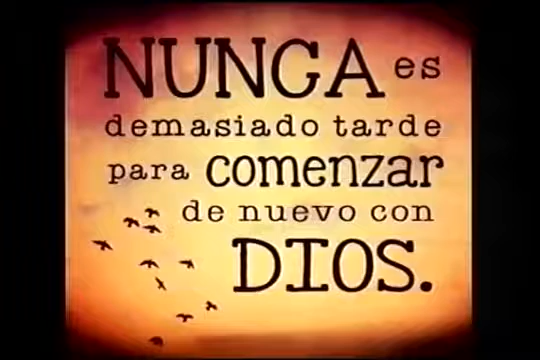 NUNCA es
demasiado tarde
para comenzar
de nuevo con
DIOS.